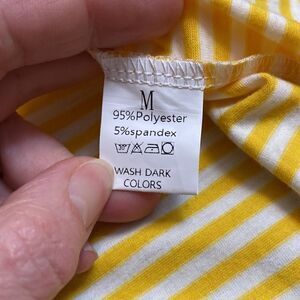 M
95%Polyester
5%spandex
WASH DARK
COLORS